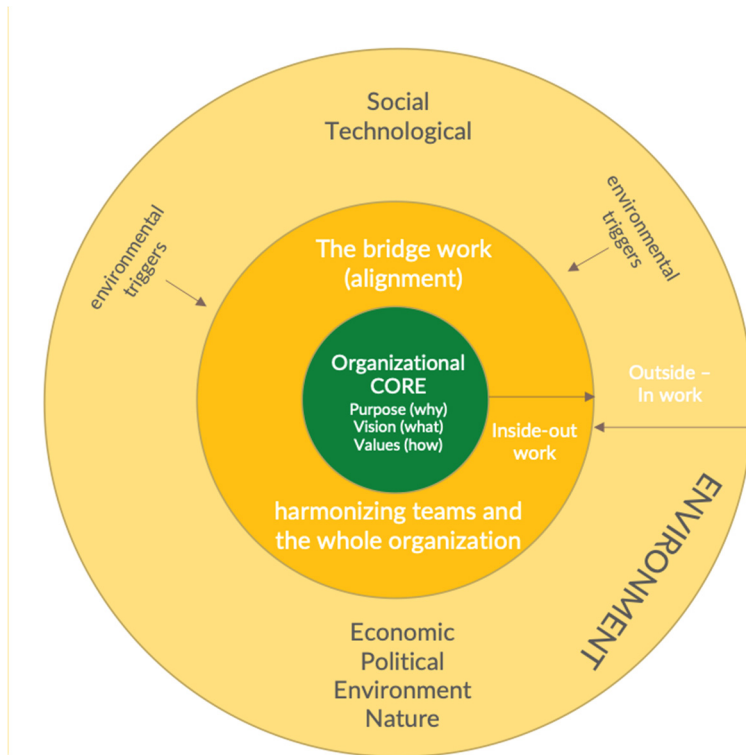 Social
Technological
environmental
triggers
environmental
triggers
The bridge work
(alignment)
Organizational
CORE
Purpose (why)
Vision (what)
Values (how)
Outside –
In work
Inside-out
work
harmonizing teams and
the whole organization
ENVIRONMENT
Economic
Political
Environment
Nature